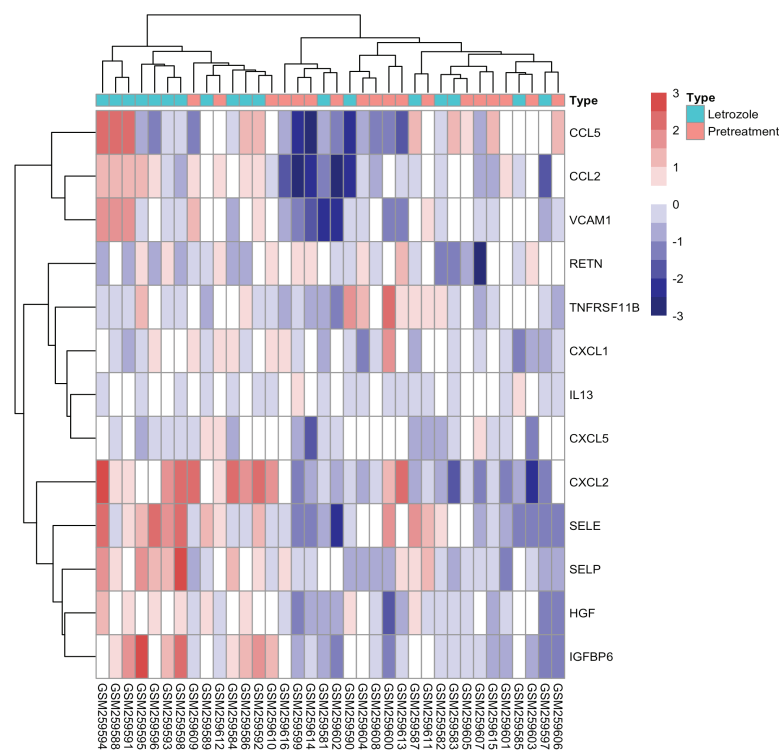 Type
CCL5
CCL2
VCAM1
RETN
TNFRSF11B
CXCL1
IL13
CXCL5
CXCL2
SELE
SELP
HGF
IGFBP6
3
2
1
0
-1
-2
-3
Type
Letrozole
Pretreatment
GSM259594
GSM259588
GSM259591
GSM259595
GSM259596
GSM259593
GSM259598
GSM259609
GSM259589
GSM259612
GSM259584
GSM259586
GSM259592
GSM259610
GSM259616
GSM259599
GSM259614
GSM259581
GSM259602
GSM259590
GSM259604
GSM259608
GSM259600
GSM259613
GSM259587
GSM259611
GSM259582
GSM259583
GSM259605
GSM259607
GSM259615
GSM259601
GSM259585
GSM259603
GSM259597
GSM259606